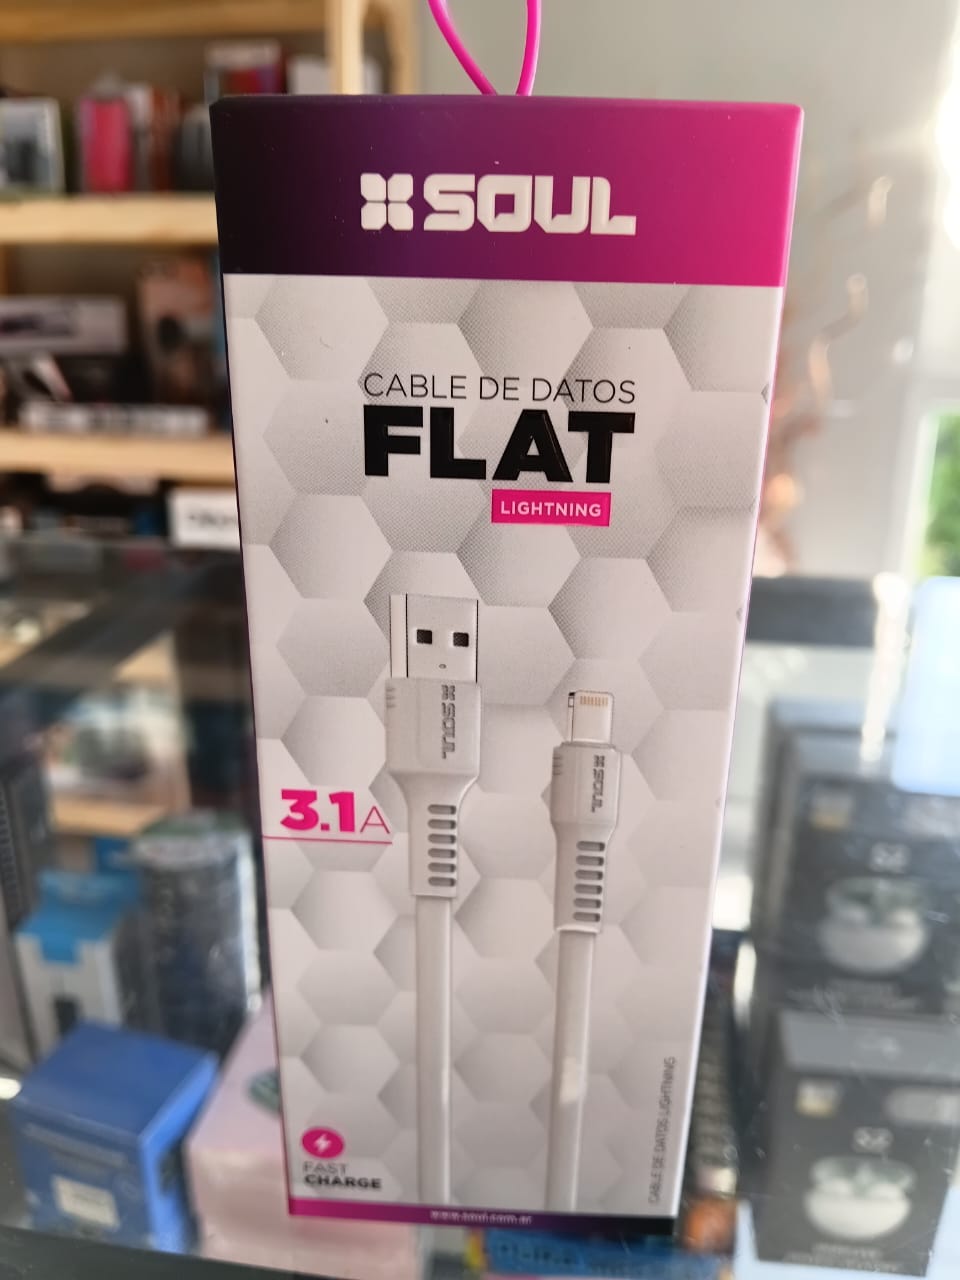 SOUL
CABLE DE DATOS
FLAT
LIGHTNING
SOUL
SOUL
3.1A
FAST
CHARGE
CABLE DE DATOS LIGHTNING
www.soul.com.ar